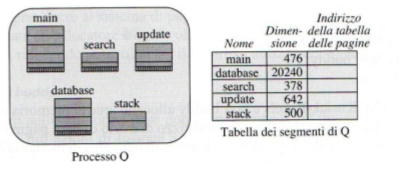 main
search
update
database
stack
Processo Q
Indirizzo
Dimen- della tabella
Nome sione delle pagine
main 476
database 20240
search 378
update 642
stack 500
Tabella dei segmenti di Q